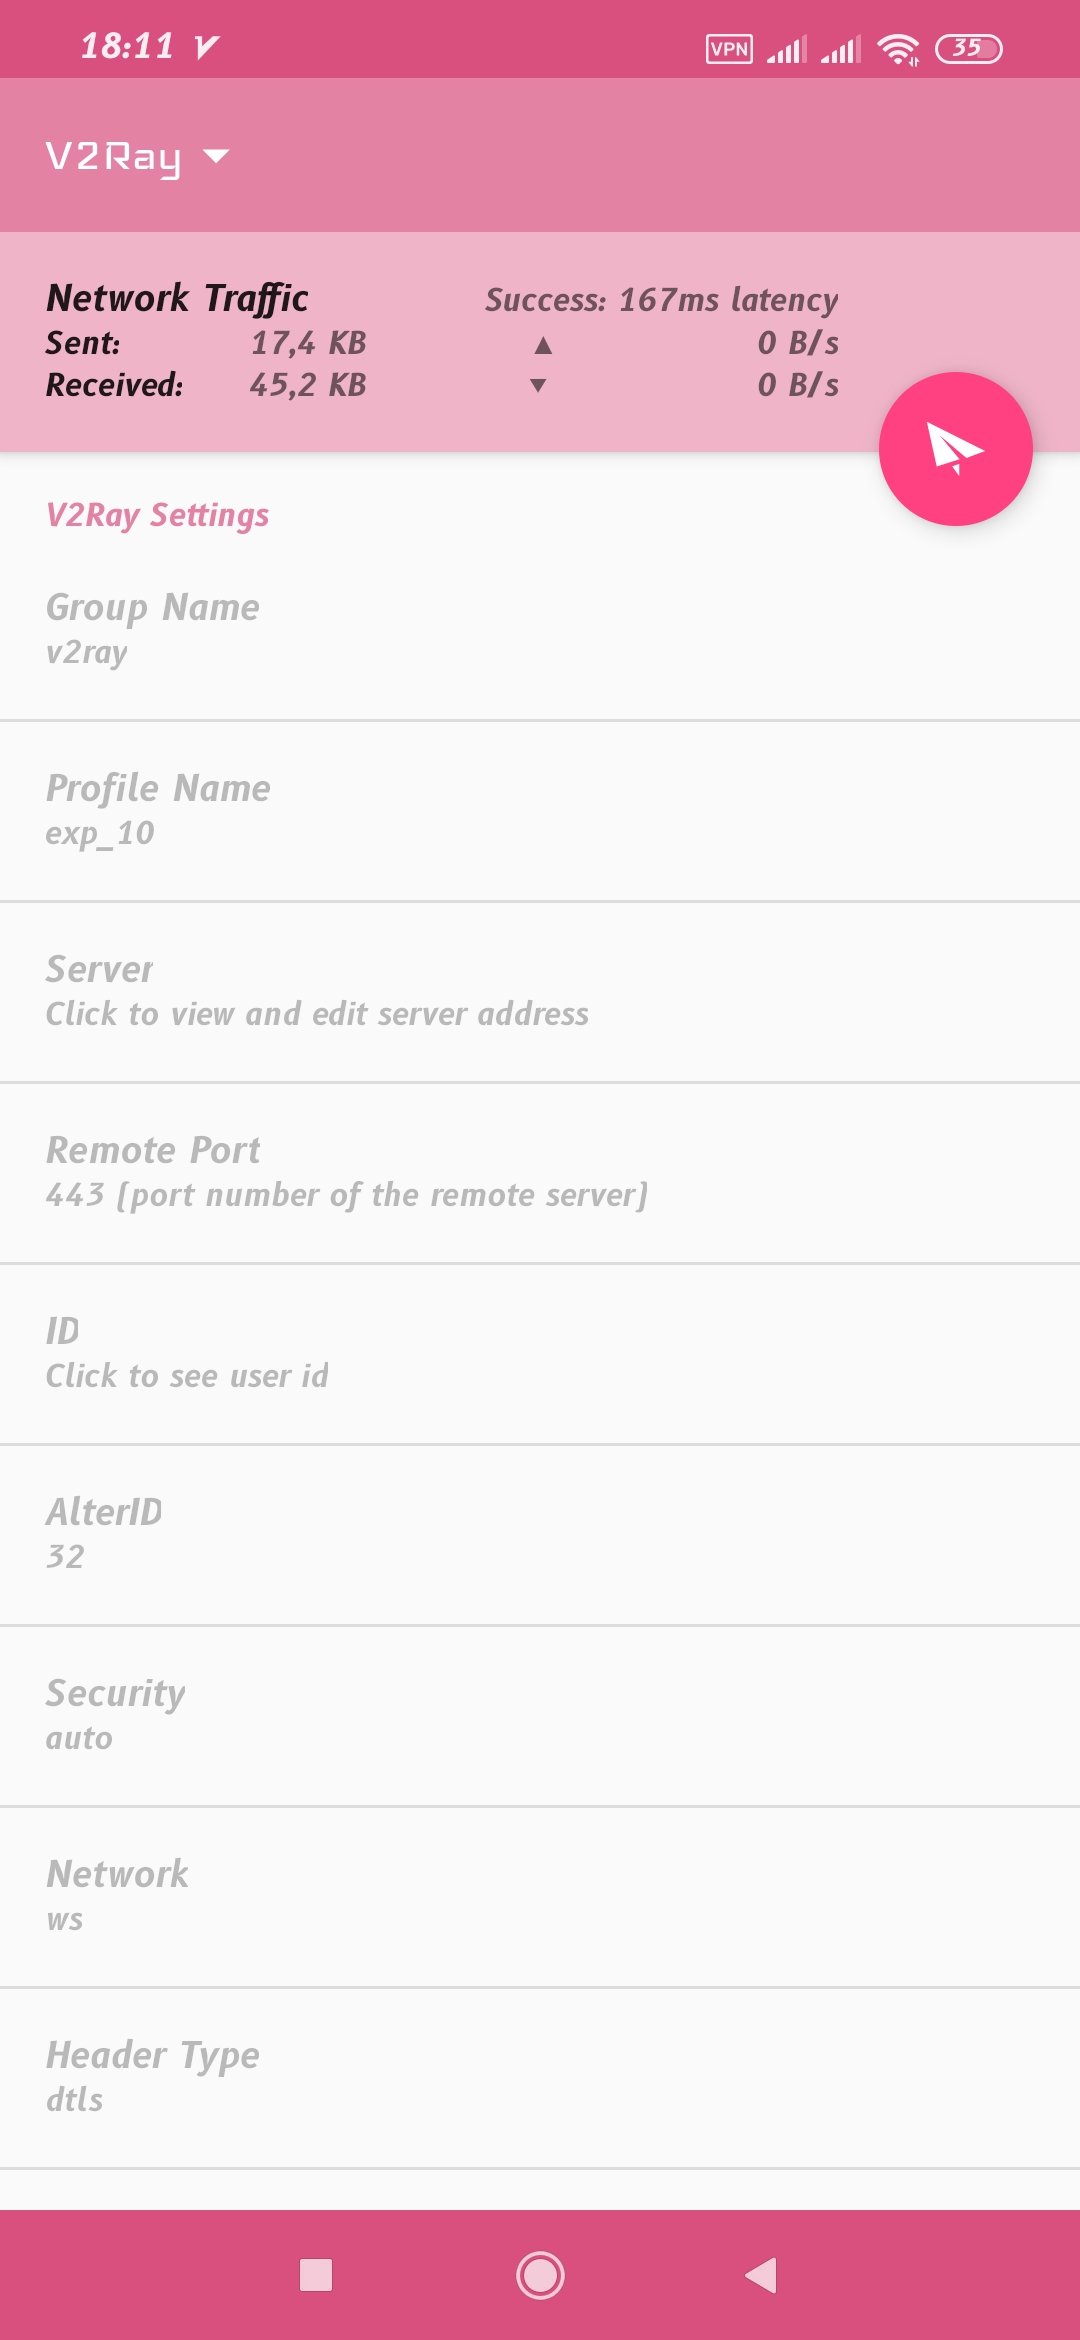 18:11
VPN
35
V2Ray
Network Traffic
Success: 167ms latency
Sent: 17,4 KB ▲ 0 B/s
Received: 45,2 KB ▼ 0 B/s
V2Ray Settings
Group Name
v2ray
Profile Name
exp_10
Server
Click to view and edit server address
Remote Port
443 (port number of the remote server)
ID
Click to see user id
AlterID
32
Security
auto
Network
ws
Header Type
dtls